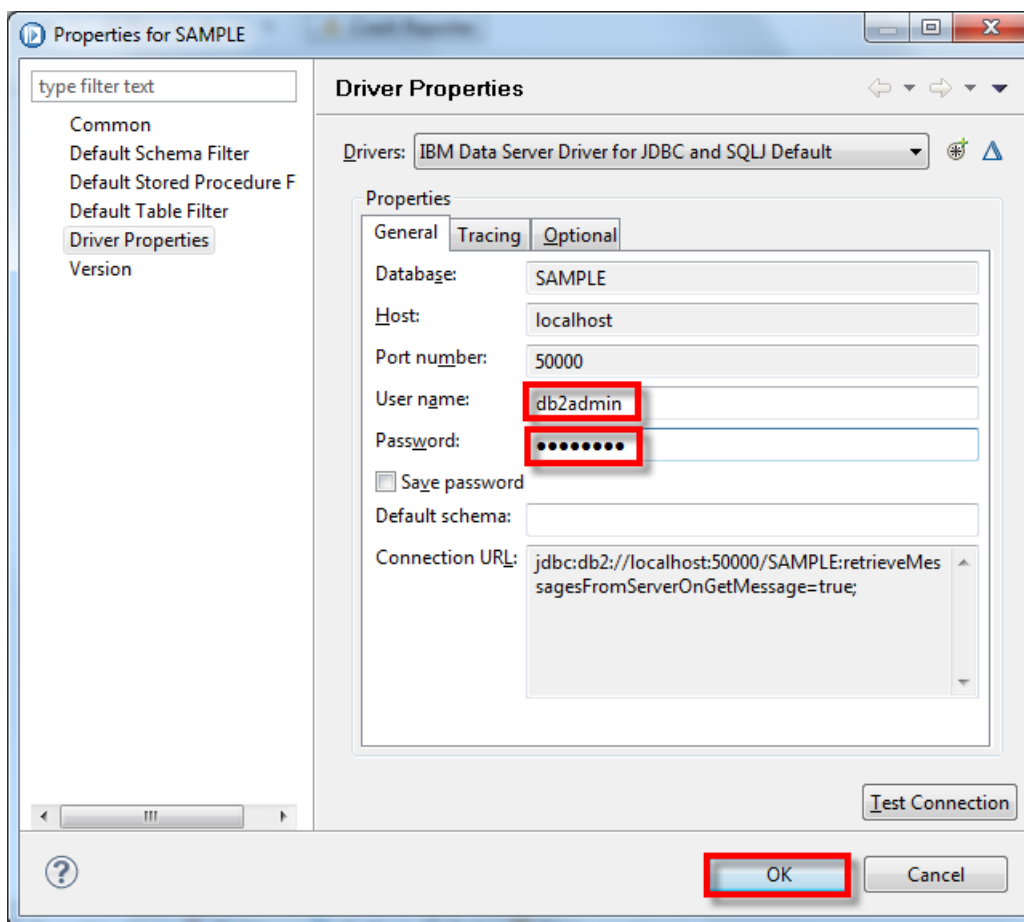 Properties for SAMPLE
type filter text
Common
Default Schema Filter
Default Stored Procedure F
Default Table Filter
Driver Properties
Version
Driver Properties
Drivers: IBM Data Server Driver for JDBC and SQLJ Default
Properties
General Tracing Optional
Database: SAMPLE
Host: localhost
Port number: 50000
User name: db2admin
Password: ●●●●●●●●
Save password
Default schema:
Connection URL: jdbc:db2://localhost:50000/SAMPLE:retrieveMes
sagesFromServerOnGetMessage=true;
Test Connection
OK Cancel